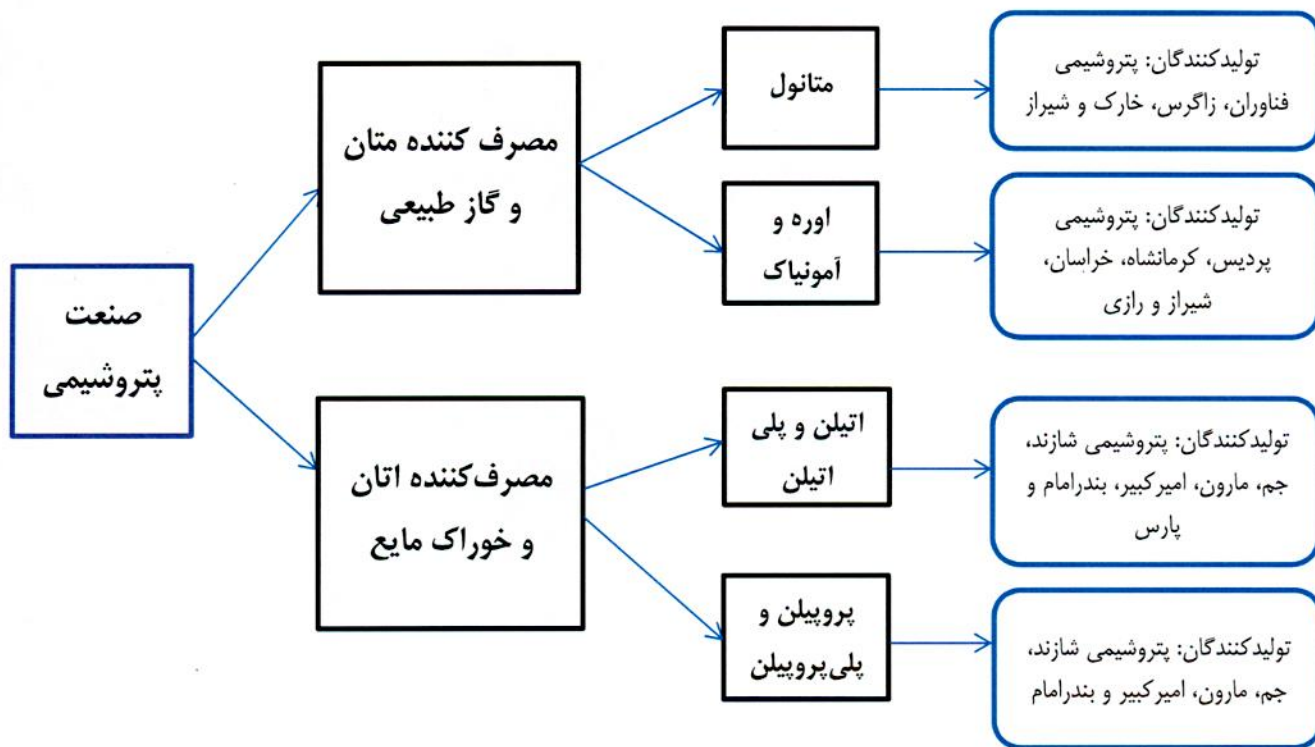 صنعت
پتروشیمی
مصرف کننده متان
و گاز طبیعی
متانول
تولیدکنندگان: پتروشیمی
فناوران، زاگرس، خارک و شیراز
اوره و
آمونیاک
تولیدکنندگان: پتروشیمی
پردیس، کرمانشاه، خراسان،
شیراز و رازی
مصرف‌کننده اتان
و خوراک مایع
اتیلن و پلی
اتیلن
تولیدکنندگان: پتروشیمی شازند،
جم، مارون، امیرکبیر، بندرامام و
پارس
پروپیلن و
پلی‌پروپیلن
تولیدکنندگان: پتروشیمی شازند،
جم، مارون، امیرکبیر و بندرامام